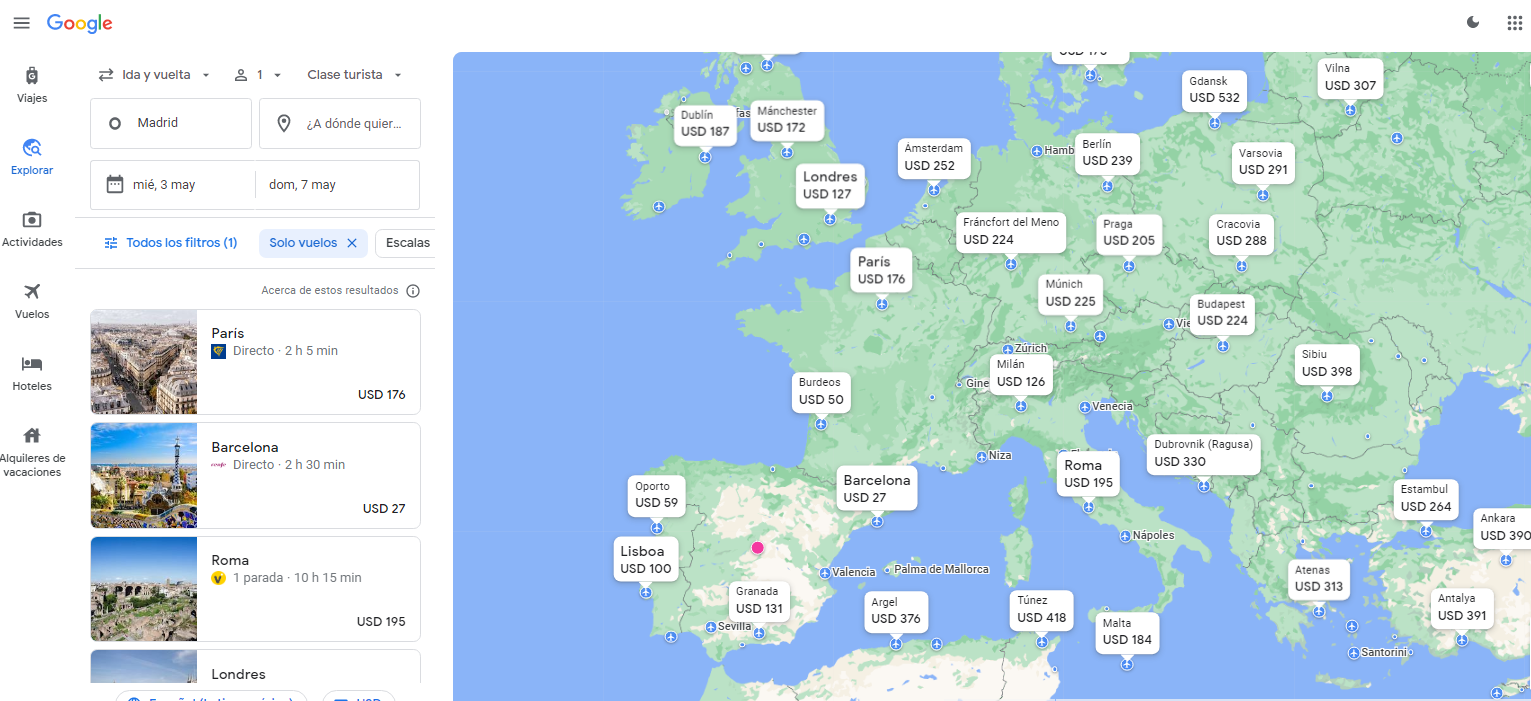 Google
Viajes
Explorar
Actividades
Vuelos
Hoteles
Alquileres de
vacaciones
Ida y vuelta
1
Clase turista
Madrid
¿A dónde quier...
mié, 3 may
dom, 7 may
Todos los filtros (1)
Solo vuelos
Escalas
Acerca de estos resultados
París
Directo · 2 h 5 min
USD 176
Barcelona
Directo · 2 h 30 min
USD 27
Roma
1 parada · 10 h 15 min
USD 195
Londres
Vilna
USD 307
Gdansk
USD 532
Dublín
USD 187
Mánchester
USD 172
Ámsterdam
USD 252
Hamb
Berlín
USD 239
Varsovia
USD 291
Londres
USD 127
Fráncfort del Meno
USD 224
Praga
USD 205
Cracovia
USD 288
París
USD 176
Múnich
USD 225
Budapest
USD 224
Vie
Zúrich
Milán
USD 126
Gine
Sibiu
USD 398
Burdeos
USD 50
Venecia
Niza
Dubrovnik (Ragusa)
USD 330
Roma
USD 195
Barcelona
USD 27
Oporto
USD 59
Estambul
USD 264
Ankara
USD 390
Nápoles
Lisboa
USD 100
Valencia
Palma de Mallorca
Atenas
USD 313
Granada
USD 131
Sevilla
Argel
USD 376
Túnez
USD 418
Malta
USD 184
Antalya
USD 391
Santorini